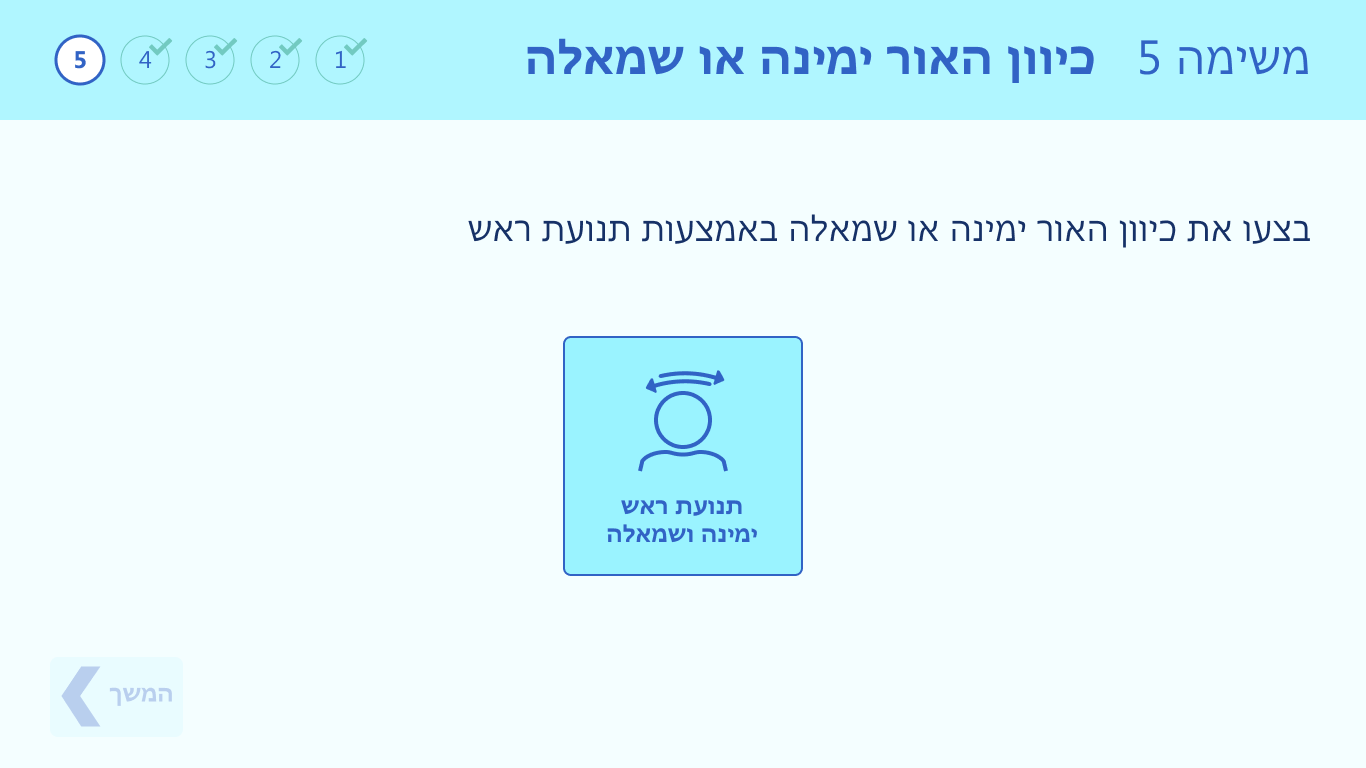 משימה 5 כיוון האור ימינה או שמאלה
1 2 3 4 5
בצעו את כיוון האור ימינה או שמאלה באמצעות תנועת ראש
תנועת ראש
ימינה ושמאלה
המשך